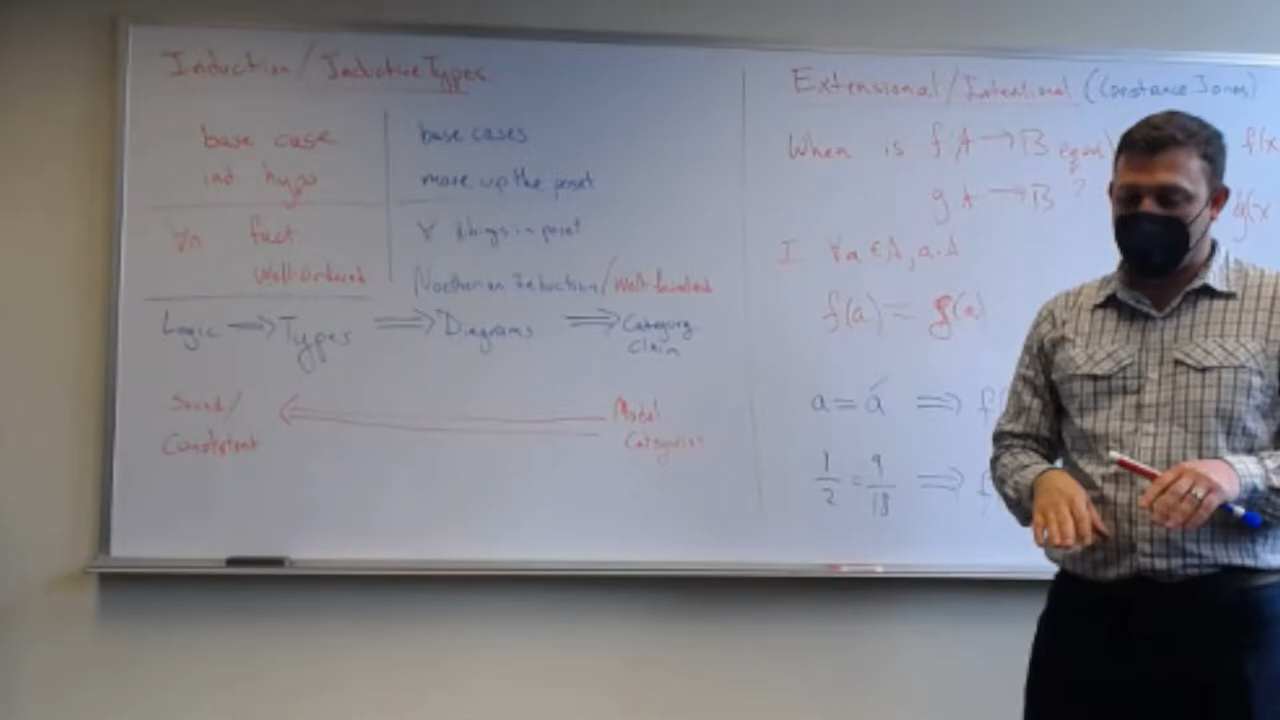 Induction / Inductive Types
base case
ind hypo
∀n fact
Well-Ordered
base cases
move up the poset
∀ things in poset
Noetherian Induction / Well-founded
Logic → Types ⇒ Diagrams ⇒ Category
Claim
Sound/ ⇐ Model
Consistent Categories
Extensional / Intentional (Constance Jones)
When is f: A → B equal f(x
g A → B ? g(x
I ∀a ∈ A, a:A
f(a) = g(a)
a = á ⇒ f(
1/2 = 9/18 ⇒ f